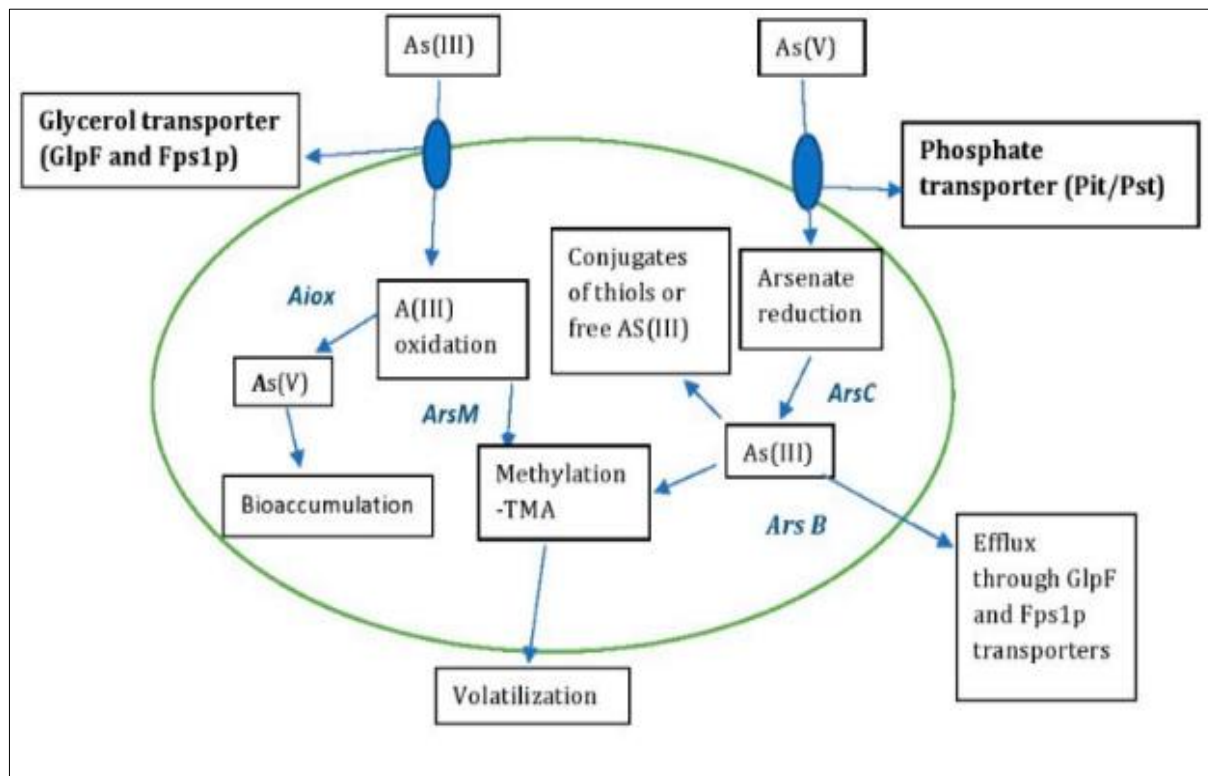 As(III)
As(V)
Glycerol transporter
(GlpF and Fps1p)
Phosphate
transporter (Pit/Pst)
Conjugates
of thiols or
free AS(III)
Arsenate
reduction
Aiox
A(III)
oxidation
As(V)
ArsM
ArsC
As(III)
Methylation
-TMA
Bioaccumulation
Ars B
Efflux
through GlpF
and Fps1p
transporters
Volatilization